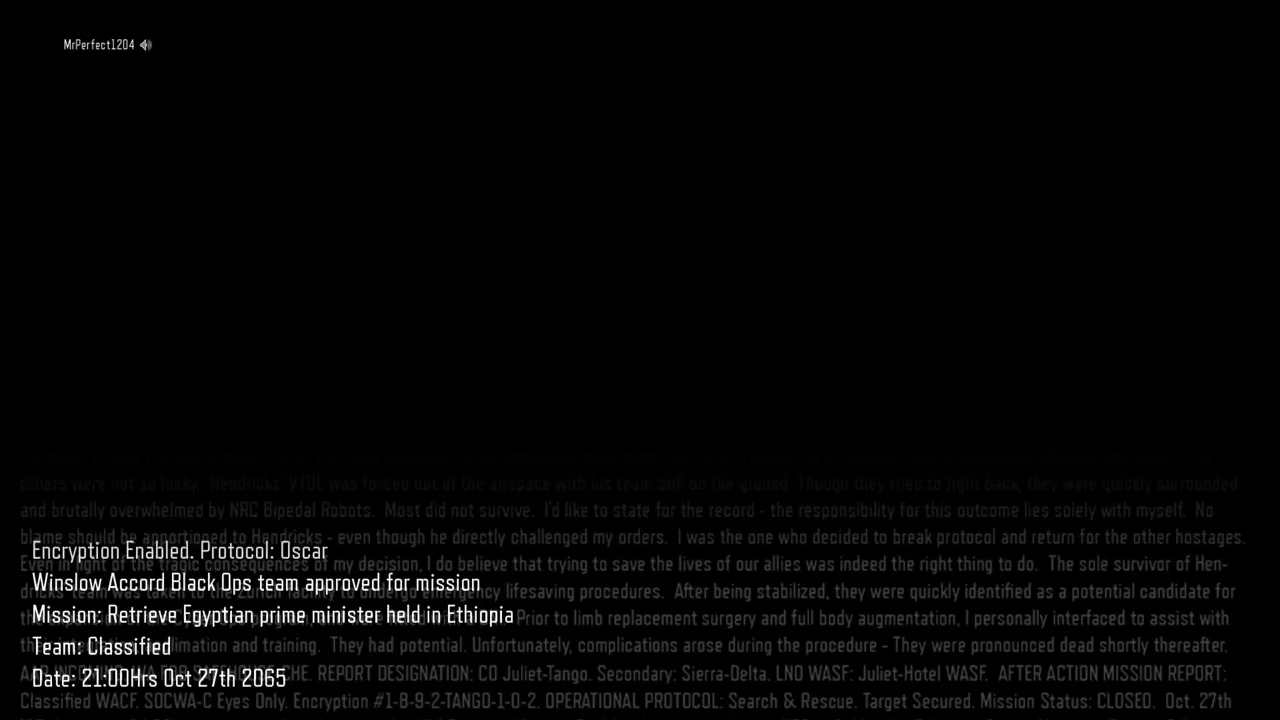 MrPerfect1204
others were not so lucky. Hendricks' VTOL was forced out of the airspace with his team still on the ground. Though they tried to fight back, they were quickly surrounded
and brutally overwhelmed by NRC Bipedal Robots. Most did not survive. I'd like to state for the record - the responsibility for this outcome lies solely with myself. No
blame should be apportioned to Hendricks - even though he directly challenged my orders. I was the one who decided to break protocol and return for the other hostages.
Encryption Enabled. Protocol: Oscar
Even in light of the tragic consequences of my decision, I do believe that trying to save the lives of our allies was indeed the right thing to do. The sole survivor of Hen-
Winslow Accord Black Ops team approved for mission
dricks' team was taken to the Zurich facility to undergo emergency lifesaving procedures. After being stabilized, they were quickly identified as a potential candidate for
Mission: Retrieve Egyptian prime minister held in Ethiopia
Prior to limb replacement surgery and full body augmentation, I personally interfaced to assist with
Team: Classified
and training. They had potential. Unfortunately, complications arose during the procedure - They were pronounced dead shortly thereafter.
Date: 21:00Hrs Oct 27th 2065
REPORT DESIGNATION: CO Juliet-Tango. Secondary: Sierra-Delta. LNO WASF: Juliet-Hotel WASF. AFTER ACTION MISSION REPORT:
Classified WACF. SOCWA-C Eyes Only. Encryption #1-8-9-2-TANGO-1-0-2. OPERATIONAL PROTOCOL: Search & Rescue. Target Secured. Mission Status: CLOSED. Oct. 27th